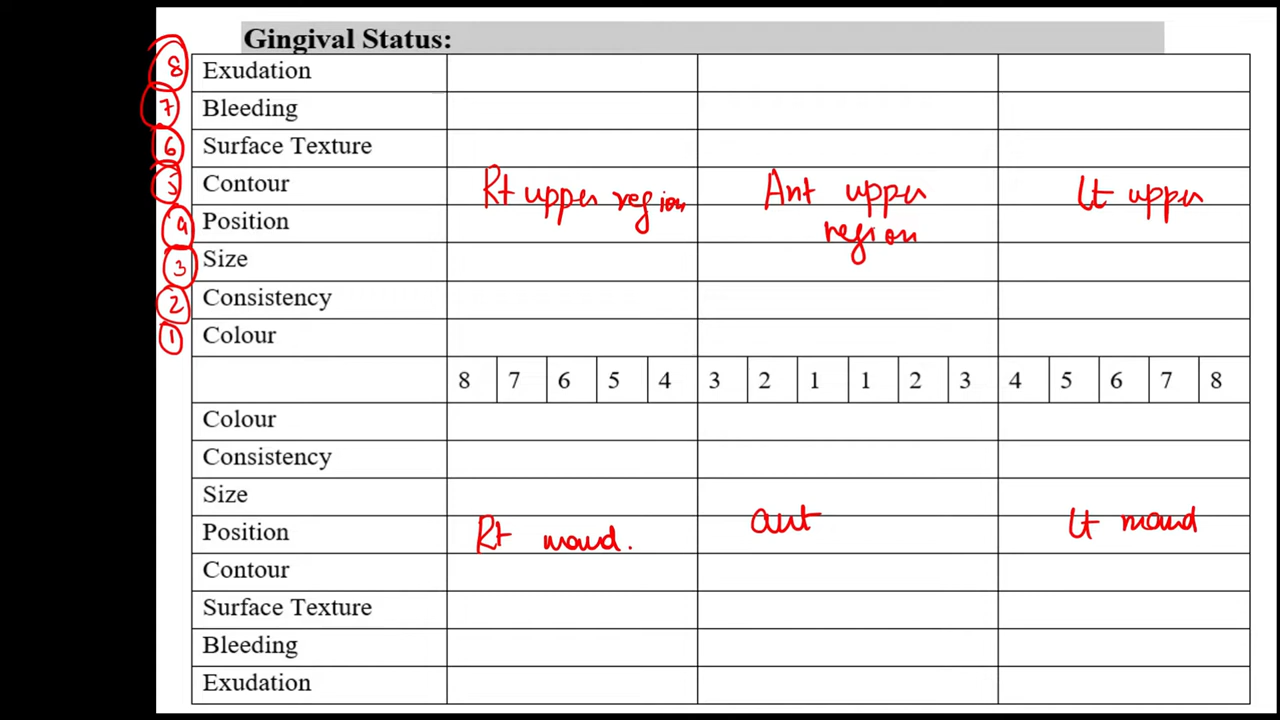 Gingival Status:
8 Exudation
7 Bleeding
6 Surface Texture
5 Contour Rt upper region Ant upper region Lt upper
4 Position
3 Size
2 Consistency
1 Colour
8 7 6 5 4 3 2 1 1 2 3 4 5 6 7 8
Colour
Consistency
Size
Position Rt mand. ant Lt mand
Contour
Surface Texture
Bleeding
Exudation